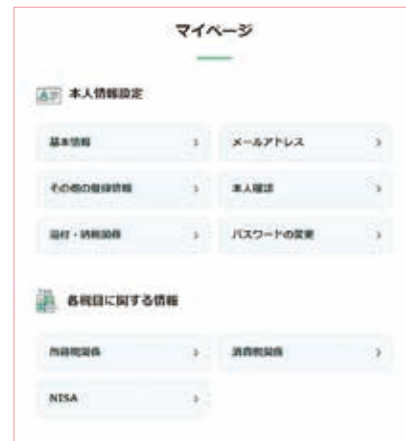 マイページ
本人情報設定
基本情報
メールアドレス
その他の登録情報
本人確認
還付・納税関係
パスワードの変更
各税目に関する情報
所得税関係
消費税関係
NISA